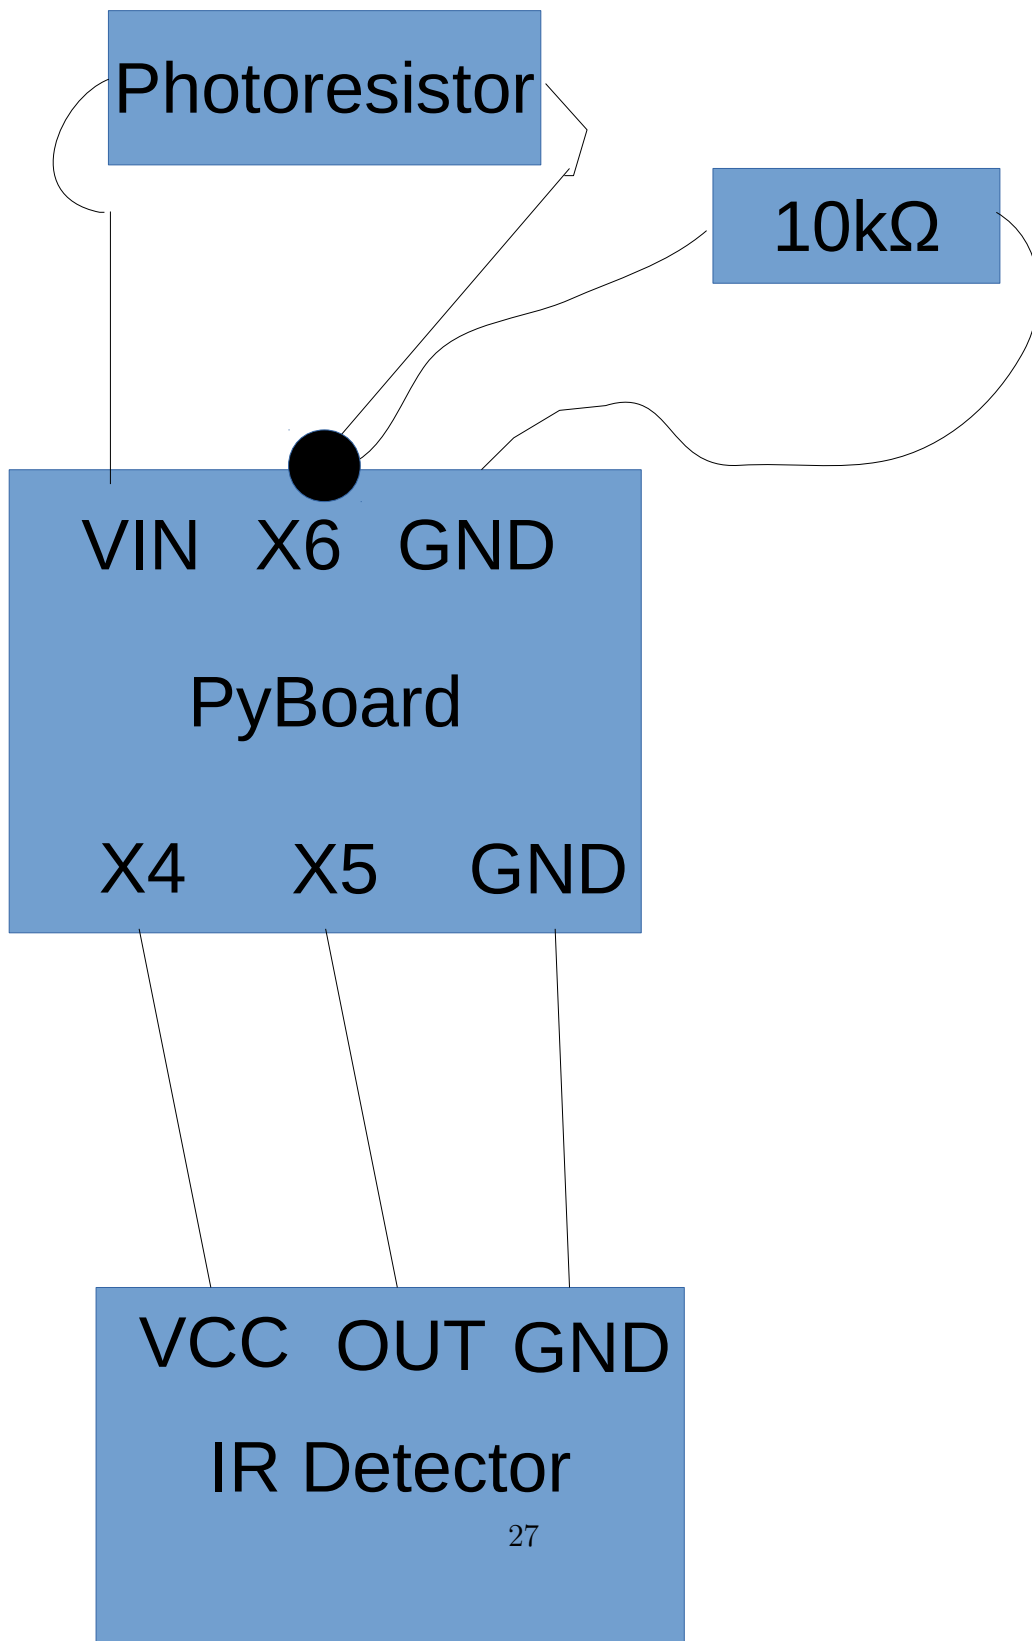 Photoresistor
10kΩ
VIN X6 GND
PyBoard
X4 X5 GND
VCC OUT GND
IR Detector
27